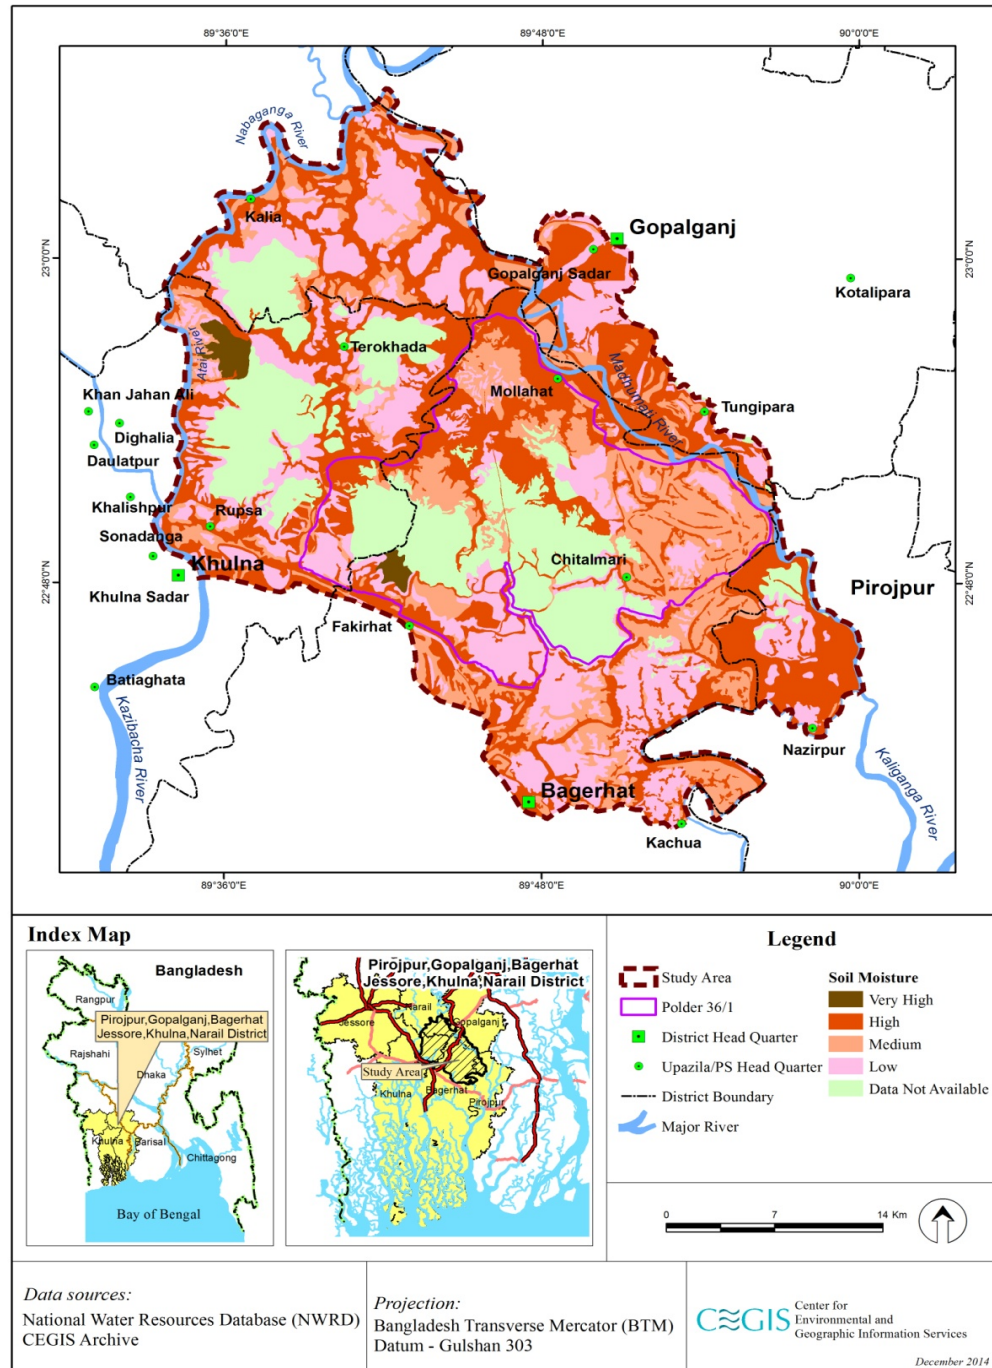 89°36'0"E
89°48'0"E
90°0'0"E
Nabaganga River
Kalia
Gopalganj
Gopalganj Sadar
23°0'0"N
23°0'0"N
Kotalipara
Atai River
Terokhada
Mollahat
Madhumati River
Khan Jahan Ali
Tungipara
Dighalia
Daulatpur
Khalishpur
Rupsa
Sonadanga
Khulna
Chitalmari
22°48'0"N
22°48'0"N
Pirojpur
Khulna Sadar
Fakirhat
Batiaghata
Kazibacha River
Nazirpur
Kaliganga River
Bagerhat
Kachua
89°36'0"E
89°48'0"E
90°0'0"E
Index Map
Bangladesh
Rangpur
Pirojpur,Gopalganj,Bagerhat
Jessore,Khulna,Narail District
Rajshahi
Sylhet
Dhaka
Khulna
Barisal
Chittagong
Bay of Bengal
Pirojpur,Gopalganj,Bagerhat
Jessore,Khulna,Narail District
Narail
Jessore
Gopalganj
Study Area
Khulna
Bagerhat
Pirojpur
Legend
Study Area
Polder 36/1
District Head Quarter
Upazila/PS Head Quarter
District Boundary
Major River
Soil Moisture
Very High
High
Medium
Low
Data Not Available
0
7
14 Km
Data sources:
National Water Resources Database (NWRD)
CEGIS Archive
Projection:
Bangladesh Transverse Mercator (BTM)
Datum - Gulshan 303
CEGIS
Center for
Environmental and
Geographic Information Services
December 2014